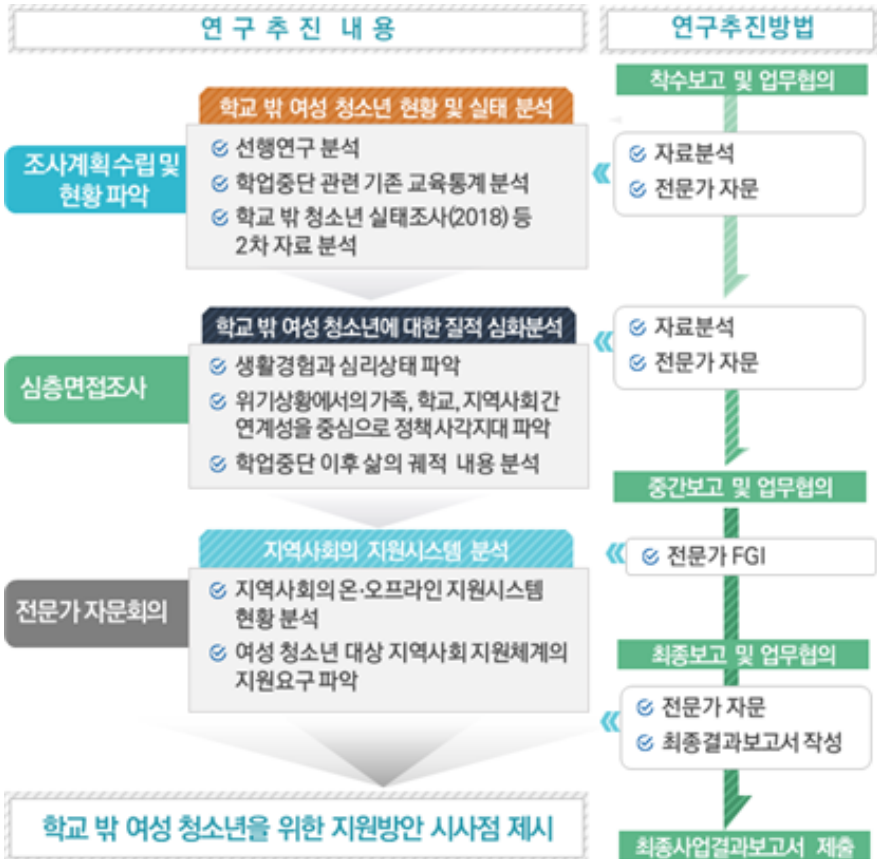 연구추진 내용
연구추진방법
착수보고 및 업무협의
학교 밖 여성 청소년 현황 및 실태 분석
조사계획 수립 및
현황 파악
선행연구 분석
학업중단 관련 기존 교육통계 분석
학교 밖 청소년 실태조사(2018) 등
2차 자료 분석
자료분석
전문가 자문
학교 밖 여성 청소년에 대한 질적 심화분석
심층면접조사
생활경험과 심리상태 파악
위기상황에서의 가족, 학교, 지역사회 간
연계성을 중심으로 정책 사각지대 파악
학업중단 이후 삶의 궤적 내용 분석
자료분석
전문가 자문
중간보고 및 업무협의
지역사회의 지원시스템 분석
전문가 자문회의
지역사회의 온·오프라인 지원시스템
현황 분석
여성 청소년 대상 지역사회 지원체계의
지원요구 파악
전문가 FGI
최종보고 및 업무협의
전문가 자문
최종결과보고서 작성
학교 밖 여성 청소년을 위한 지원방안 시사점 제시
최종사업결과보고서 제출